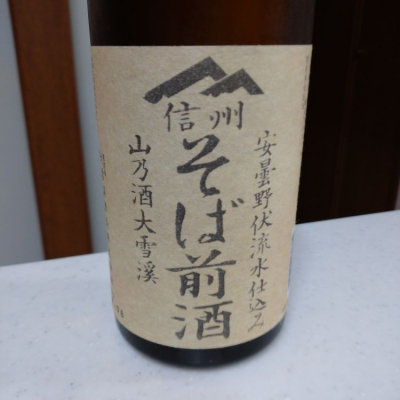 信州
安曇野伏流水仕込み
そば前酒
山乃酒大雪溪